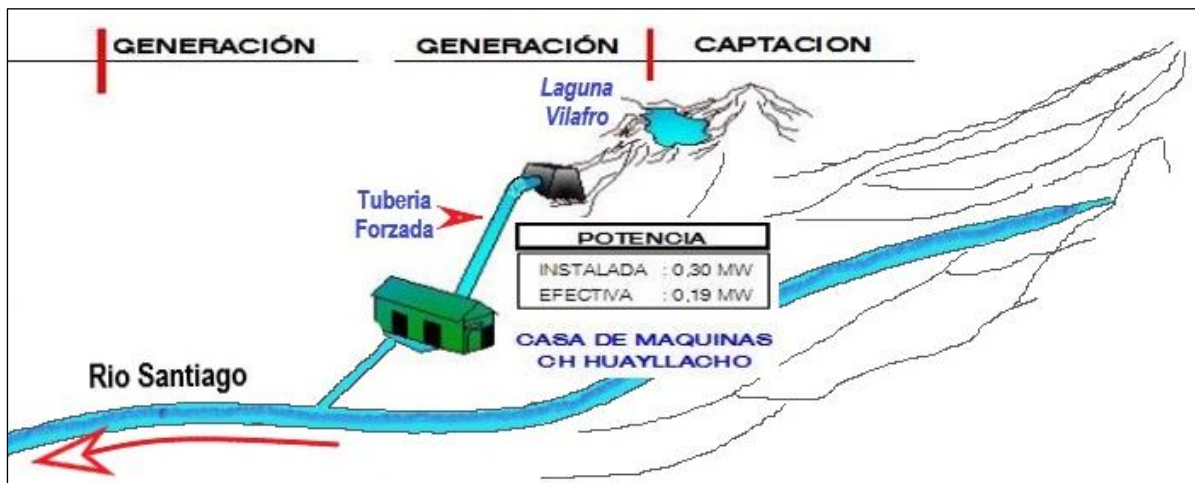 GENERACIÓN
GENERACIÓN
CAPTACION
Laguna
Vilafro
Tuberia
Forzada
POTENCIA
INSTALADA : 0,30 MW
EFECTIVA : 0,19 MW
CASA DE MAQUINAS
CH HUAYLLACHO
Rio Santiago